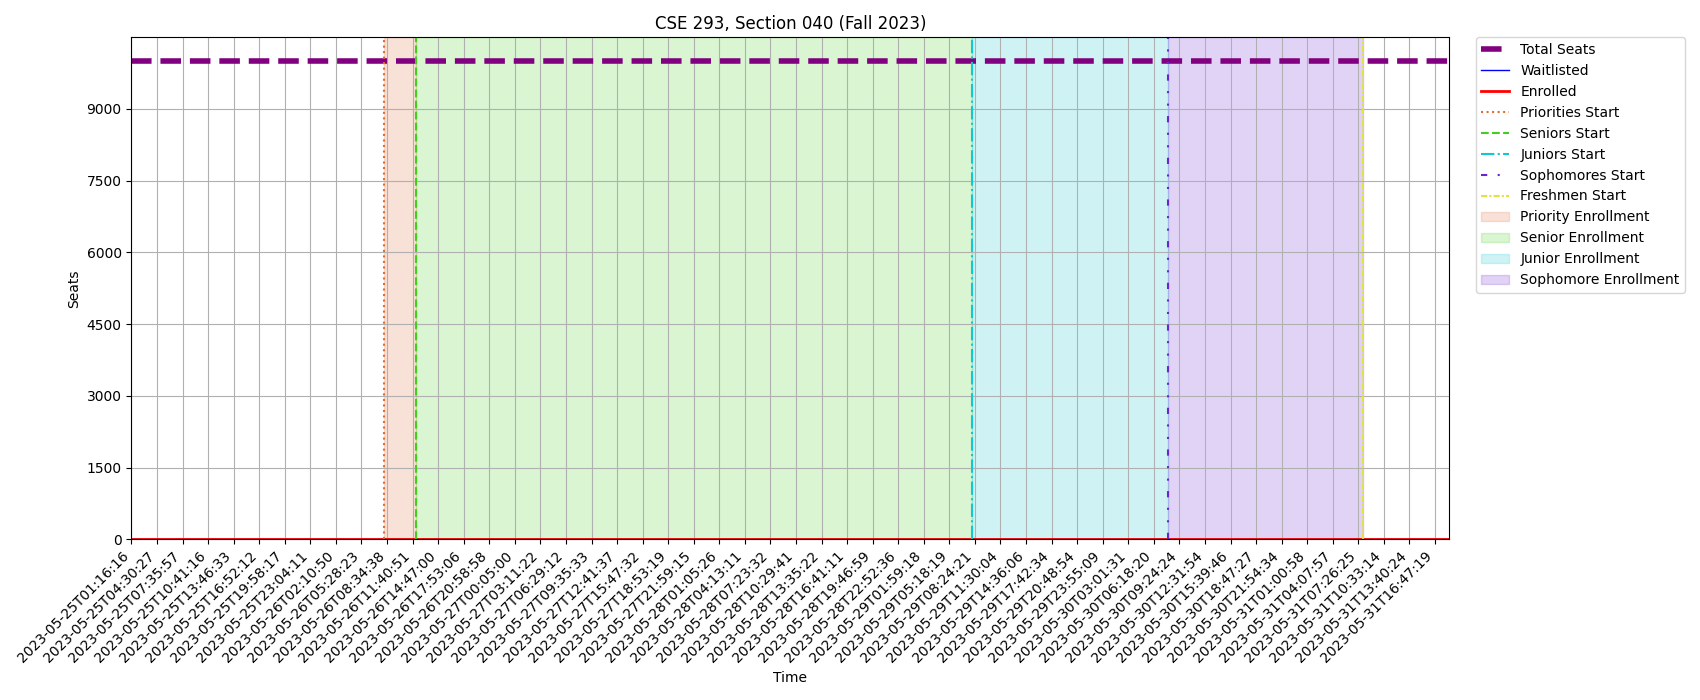 CSE 293, Section 040 (Fall 2023)
Total Seats
Waitlisted
Enrolled
Priorities Start
Seniors Start
Juniors Start
Sophomores Start
Freshmen Start
Priority Enrollment
Senior Enrollment
Junior Enrollment
Sophomore Enrollment
Seats
9000
7500
6000
4500
3000
1500
0
2023-05-25T01:16:16
2023-05-25T04:30:27
2023-05-25T07:35:57
2023-05-25T10:41:16
2023-05-25T13:46:33
2023-05-25T16:52:12
2023-05-25T19:58:17
2023-05-25T23:04:11
2023-05-26T02:10:50
2023-05-26T05:28:23
2023-05-26T08:34:38
2023-05-26T11:40:51
2023-05-26T14:47:00
2023-05-26T17:53:06
2023-05-26T20:58:58
2023-05-27T00:05:00
2023-05-27T03:11:22
2023-05-27T06:29:12
2023-05-27T09:35:33
2023-05-27T12:41:37
2023-05-27T15:47:32
2023-05-27T18:53:19
2023-05-27T21:59:15
2023-05-28T01:05:26
2023-05-28T04:13:11
2023-05-28T07:23:32
2023-05-28T10:29:41
2023-05-28T13:35:22
2023-05-28T16:41:11
2023-05-28T19:46:59
2023-05-28T22:52:36
2023-05-29T01:59:18
2023-05-29T05:18:19
2023-05-29T08:24:21
2023-05-29T11:30:04
2023-05-29T14:36:06
2023-05-29T17:42:34
2023-05-29T20:48:54
2023-05-29T23:55:09
2023-05-30T03:01:31
2023-05-30T06:18:20
2023-05-30T09:24:24
2023-05-30T12:31:54
2023-05-30T15:39:46
2023-05-30T18:47:27
2023-05-30T21:54:34
2023-05-31T01:00:58
2023-05-31T04:07:57
2023-05-31T07:26:25
2023-05-31T10:33:14
2023-05-31T13:40:24
2023-05-31T16:47:19
Time